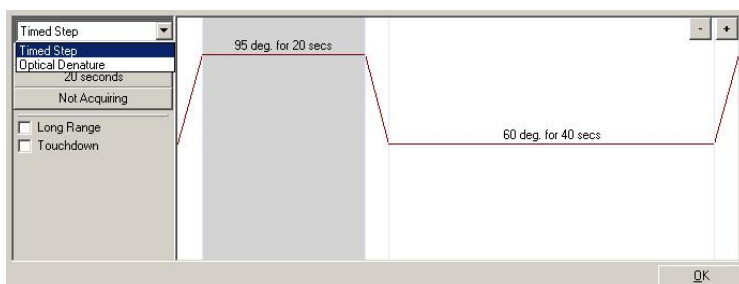 Timed Step
Timed Step
Optical Denature
20 seconds
Not Acquiring
Long Range
Touchdown
95 deg. for 20 secs
60 deg. for 40 secs
- +
OK